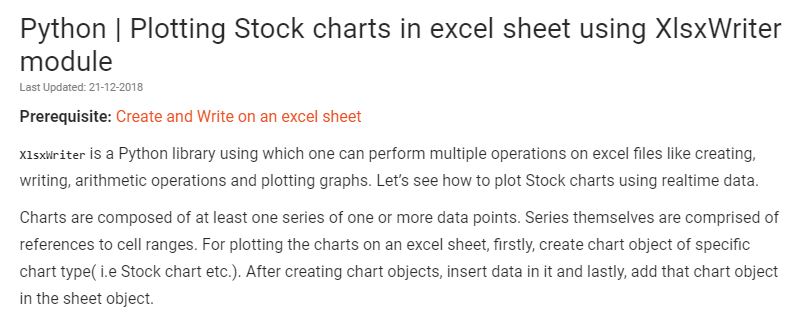 Python | Plotting Stock charts in excel sheet using XlsxWriter
module
Last Updated: 21-12-2018
Prerequisite: Create and Write on an excel sheet
XlsxWriter is a Python library using which one can perform multiple operations on excel files like creating,
writing, arithmetic operations and plotting graphs. Let’s see how to plot Stock charts using realtime data.
Charts are composed of at least one series of one or more data points. Series themselves are comprised of
references to cell ranges. For plotting the charts on an excel sheet, firstly, create chart object of specific
chart type( i.e Stock chart etc.). After creating chart objects, insert data in it and lastly, add that chart object
in the sheet object.